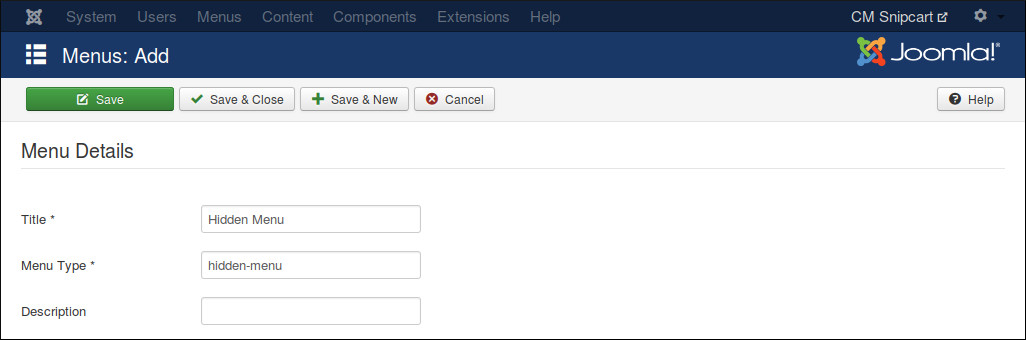 System Users Menus Content Components Extensions Help CM Snipcart
Menus: Add Joomla!®
Save Save & Close Save & New Cancel Help
Menu Details
Title * Hidden Menu
Menu Type * hidden-menu
Description